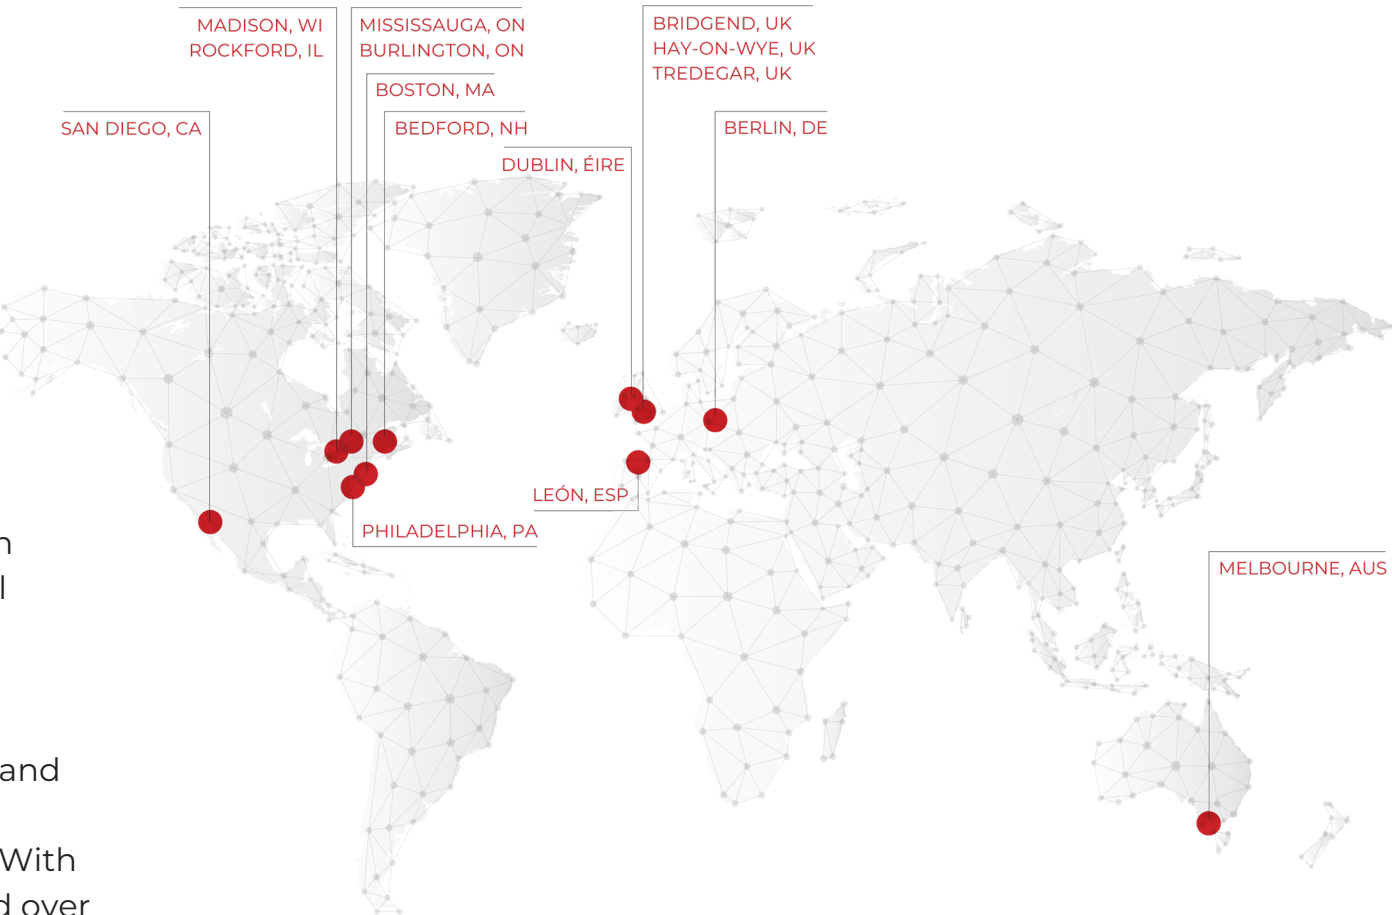 MADISON, WI
ROCKFORD, IL
MISSISSAUGA, ON
BURLINGTON, ON
BOSTON, MA
BEDFORD, NH
BRIDGEND, UK
HAY-ON-WYE, UK
TREDEGAR, UK
SAN DIEGO, CA
BERLIN, DE
DUBLIN, ÉIRE
LEÓN, ESP
PHILADELPHIA, PA
MELBOURNE, AUS
and
With
over